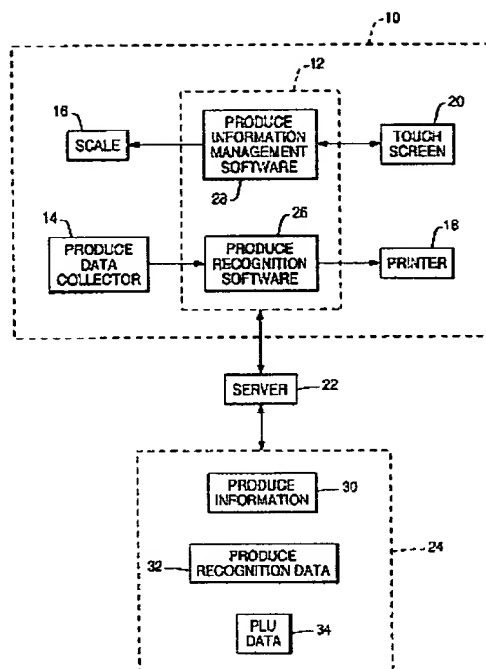 10
12
16
SCALE
PRODUCE
INFORMATION
MANAGEMENT
SOFTWARE
28
20
TOUCH
SCREEN
14
PRODUCE
DATA
COLLECTOR
26
PRODUCE
RECOGNITION
SOFTWARE
18
PRINTER
SERVER
22
PRODUCE
INFORMATION
30
24
32
PRODUCE
RECOGNITION DATA
PLU
DATA
34